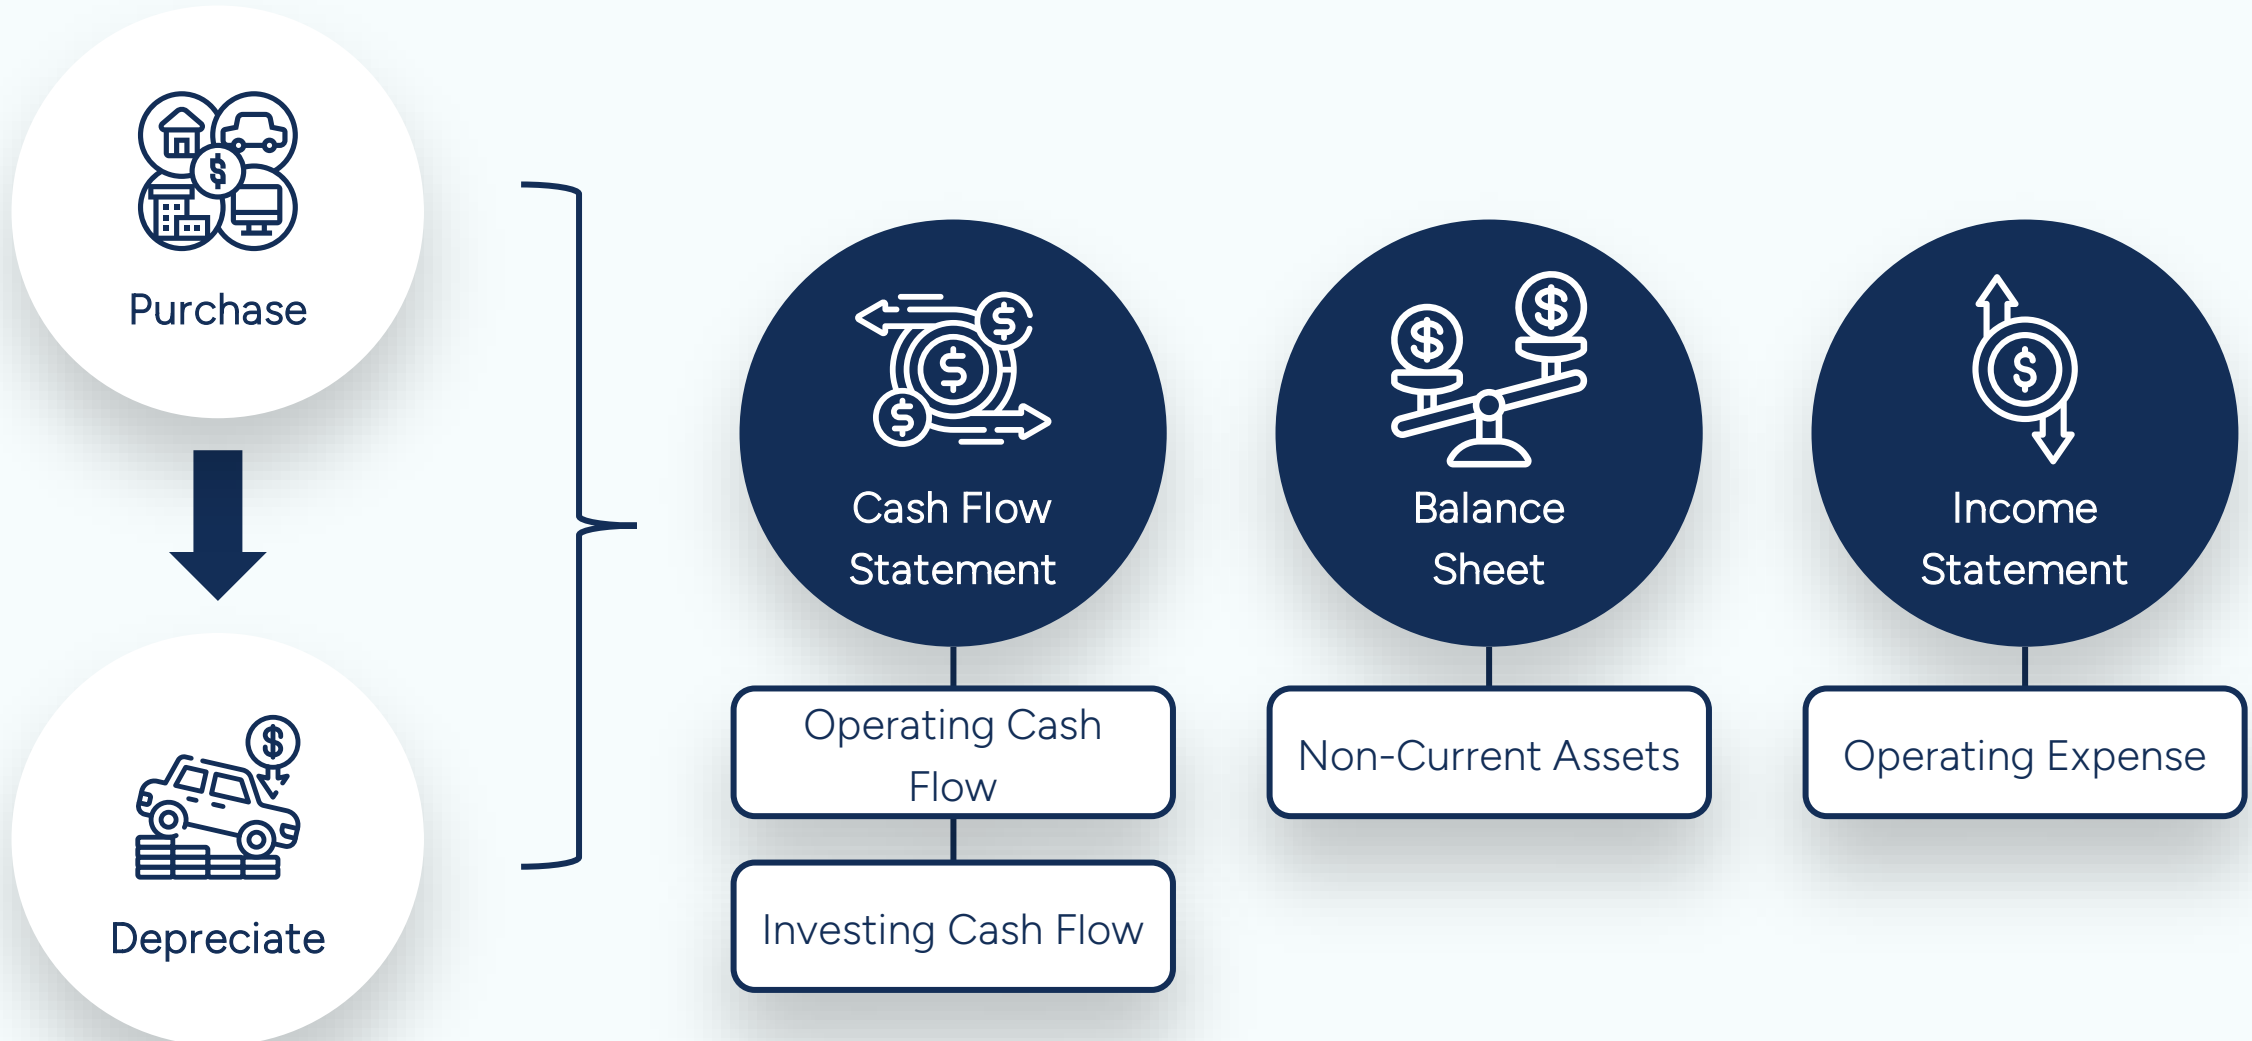 Purchase
Depreciate
Cash Flow
Statement
Operating Cash
Flow
Investing Cash Flow
Balance
Sheet
Non-Current Assets
Income
Statement
Operating Expense